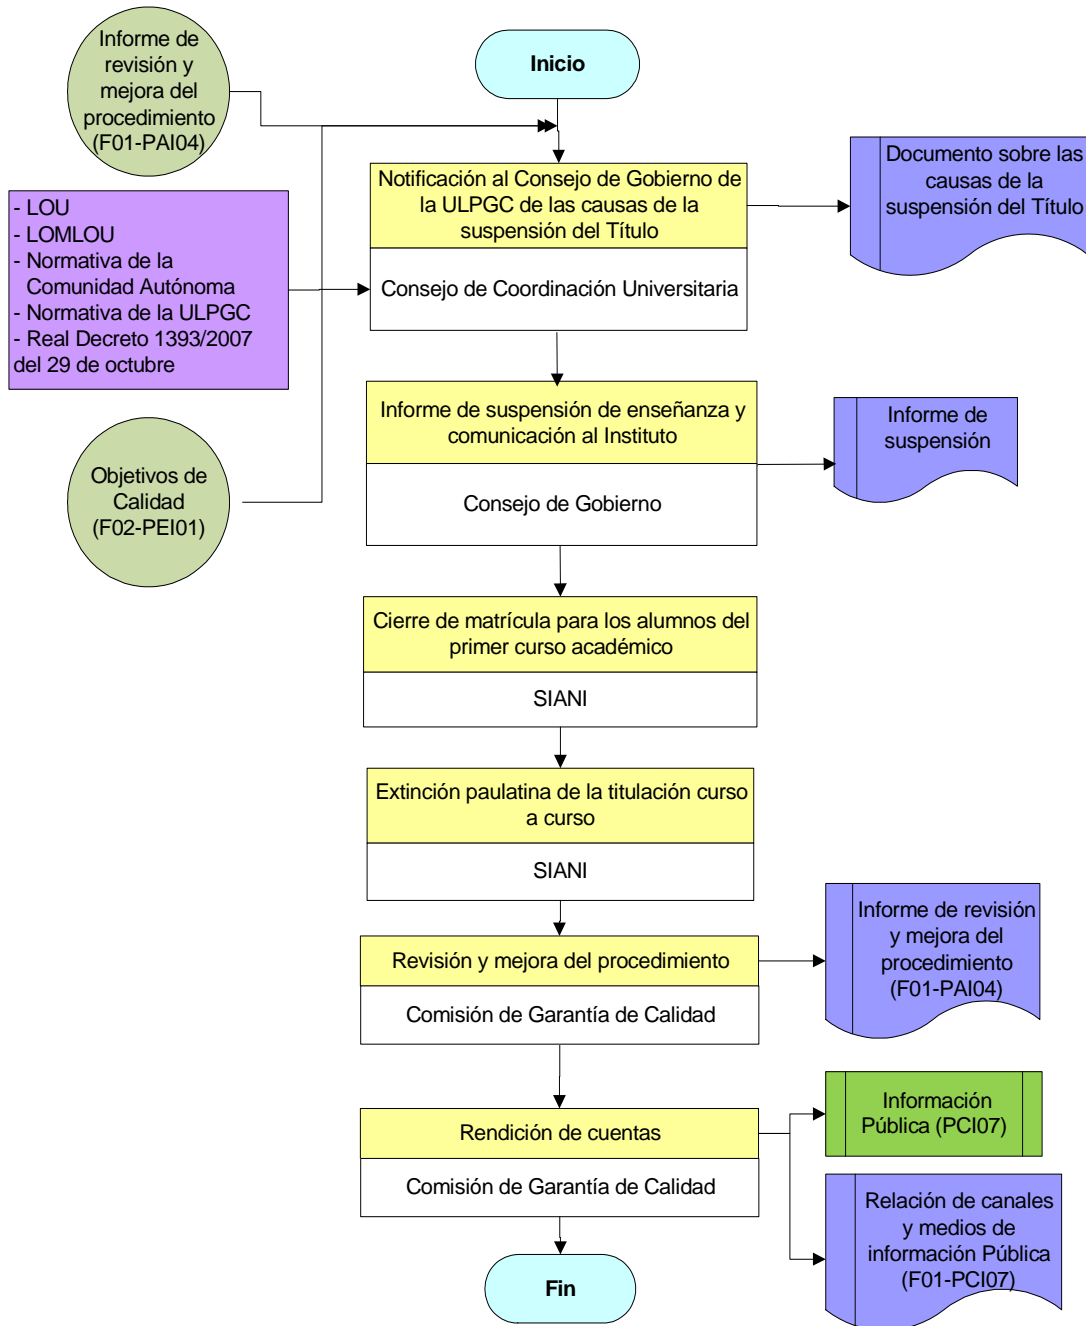 Informe de
revisión y
mejora del
procedimiento
(F01-PAI04)
Inicio
Notificación al Consejo de Gobierno de
la ULPGC de las causas de la
suspensión del Título
Consejo de Coordinación Universitaria
Documento sobre las
causas de la
suspensión del Título
- LOU
- LOMLOU
- Normativa de la
Comunidad Autónoma
- Normativa de la ULPGC
- Real Decreto 1393/2007
del 29 de octubre
Informe de suspensión de enseñanza y
comunicación al Instituto
Consejo de Gobierno
Informe de
suspensión
Objetivos de
Calidad
(F02-PEI01)
Cierre de matrícula para los alumnos del
primer curso académico
SIANI
Extinción paulatina de la titulación curso
a curso
SIANI
Revisión y mejora del procedimiento
Comisión de Garantía de Calidad
Informe de revisión
y mejora del
procedimiento
(F01-PAI04)
Rendición de cuentas
Comisión de Garantía de Calidad
Información
Pública (PCI07)
Relación de canales
y medios de
información Pública
(F01-PCI07)
Fin